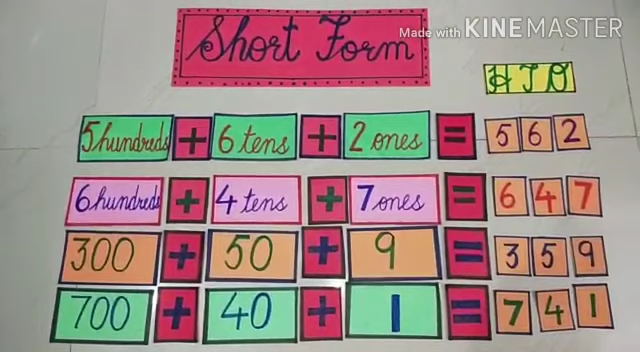 Made with KINEMASTER
Short Form
H T O
5 hundreds + 6 tens + 2 ones = 5 6 2
6 hundreds + 4 tens + 7 ones = 6 4 7
300 + 50 + 9 = 3 5 9
700 + 40 + 1 = 7 4 1